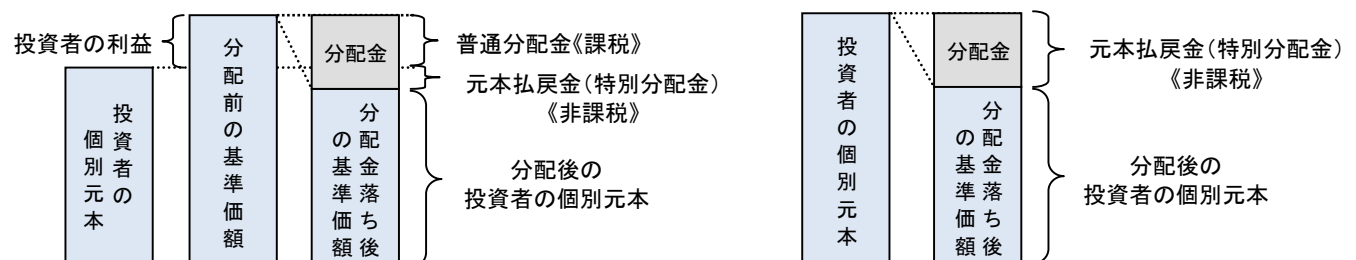 投資者の利益
投資者の
個別元本
分配前の基準価額
分配金
分配金落ち後
の基準価額
普通分配金《課税》
元本払戻金(特別分配金)
《非課税》
分配後の
投資者の個別元本
投資者の個別元本
分配金
分配金落ち後
の基準価額
元本払戻金(特別分配金)
《非課税》
分配後の
投資者の個別元本